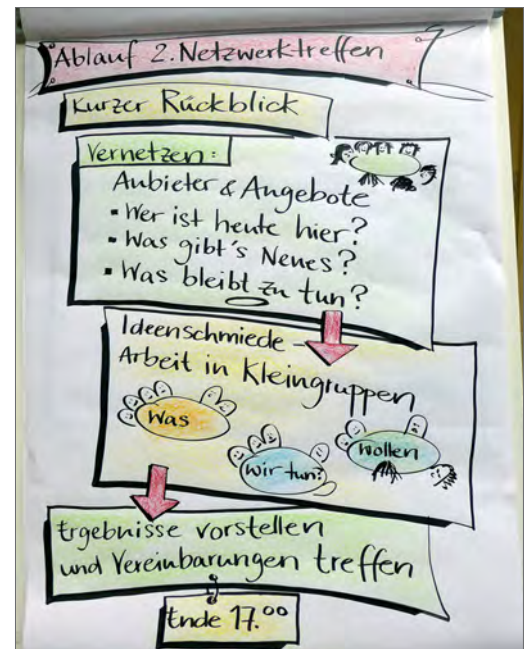 Ablauf 2. Netzwerktreffen
Kurzer Rückblick
Vernetzen:
Anbieter & Angebote
▪ Wer ist heute hier?
▪ Was gibt's Neues?
▪ Was bleibt zu tun?
Ideenschmiede -
Arbeit in Kleingruppen
Was
wollen
wir tun?
Ergebnisse vorstellen
und Vereinbarungen treffen
Ende 17.⁰⁰